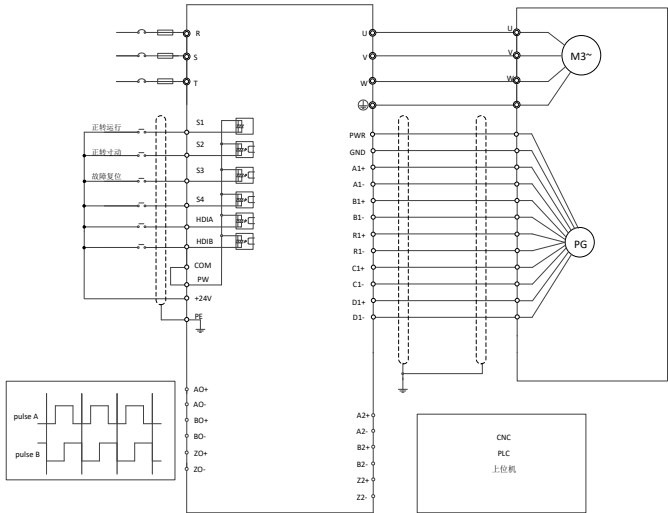 R
S
T
U
V
W
U
V
W
M3~
S1
正转运行
S2
正转寸动
S3
故障复位
S4
HDIA
HDIB
COM
PW
+24V
PE
PWR
GND
A1+
A1-
B1+
B1-
R1+
R1-
C1+
C1-
D1+
D1-
PG
AO+
AO-
BO+
BO-
ZO+
ZO-
pulse A
pulse B
A2+
A2-
B2+
B2-
Z2+
Z2-
CNC
PLC
上位机